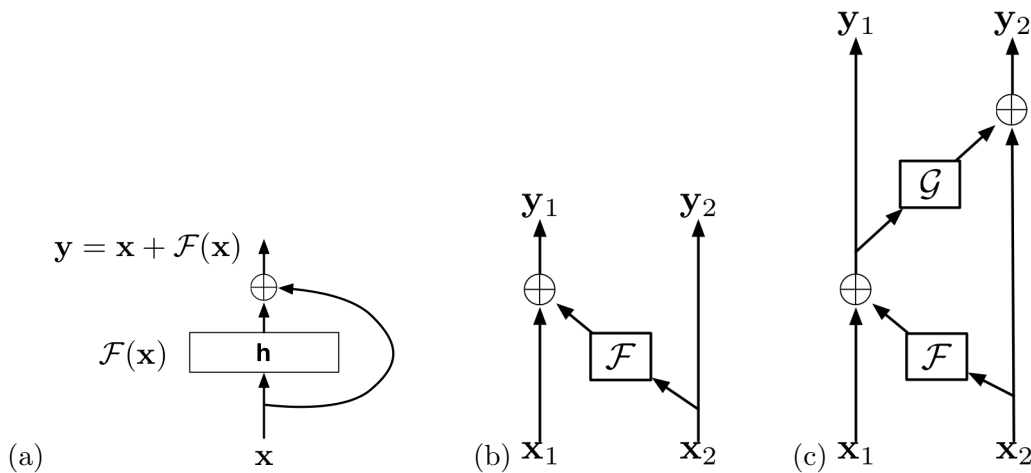 (a)
𝐲 = 𝐱 + ℱ(𝐱)
ℱ(𝐱)
h
𝐱
(b)
𝐲₁
𝐲₂
ℱ
𝐱₁
𝐱₂
(c)
𝐲₁
𝐲₂
𝒢
ℱ
𝐱₁
𝐱₂